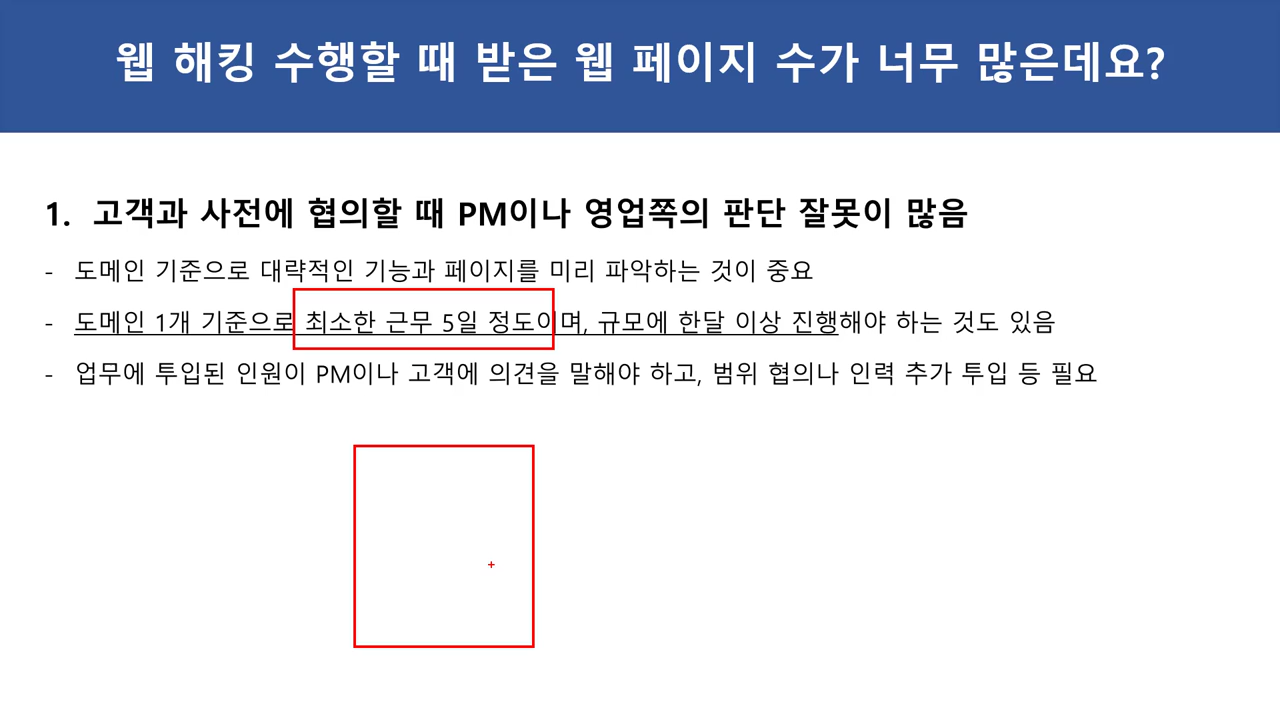 웹 해킹 수행할 때 받은 웹 페이지 수가 너무 많은데요?
1. 고객과 사전에 협의할 때 PM이나 영업쪽의 판단 잘못이 많음
- 도메인 기준으로 대략적인 기능과 페이지를 미리 파악하는 것이 중요
- 도메인 1개 기준으로 최소한 근무 5일 정도이며, 규모에 한달 이상 진행해야 하는 것도 있음
- 업무에 투입된 인원이 PM이나 고객에 의견을 말해야 하고, 범위 협의나 인력 추가 투입 등 필요